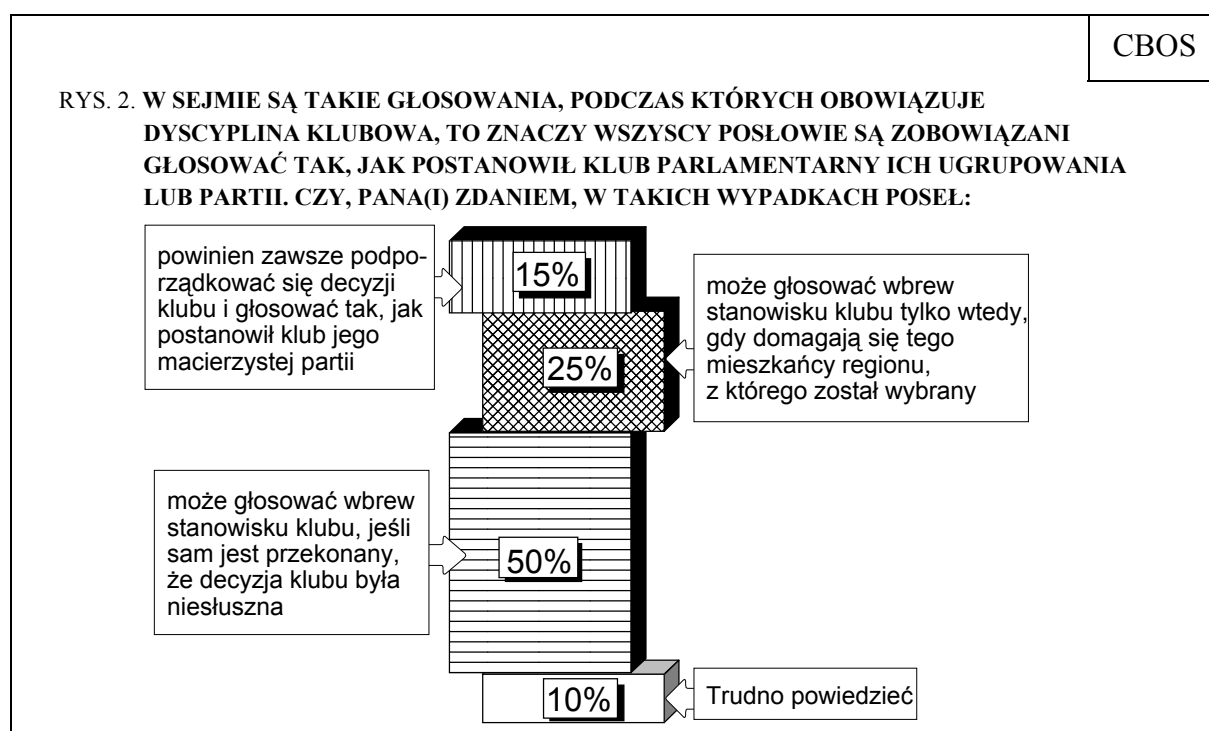 CBOS
RYS. 2. W SEJMIE SĄ TAKIE GŁOSOWANIA, PODCZAS KTÓRYCH OBOWIĄZUJE
DYSCYPLINA KLUBOWA, TO ZNACZY WSZYSCY POSŁOWIE SĄ ZOBOWIĄZANI
GŁOSOWAĆ TAK, JAK POSTANOWIŁ KLUB PARLAMENTARNY ICH UGRUPOWANIA
LUB PARTII. CZY, PANA(I) ZDANIEM, W TAKICH WYPADKACH POSEŁ:
powinien zawsze podpo-
rządkować się decyzji
klubu i głosować tak, jak
postanowił klub jego
macierzystej partii
15%
może głosować wbrew
stanowisku klubu tylko wtedy,
gdy domagają się tego
mieszkańcy regionu,
z którego został wybrany
25%
może głosować wbrew
stanowisku klubu, jeśli
sam jest przekonany,
że decyzja klubu była
niesłuszna
50%
10%
Trudno powiedzieć